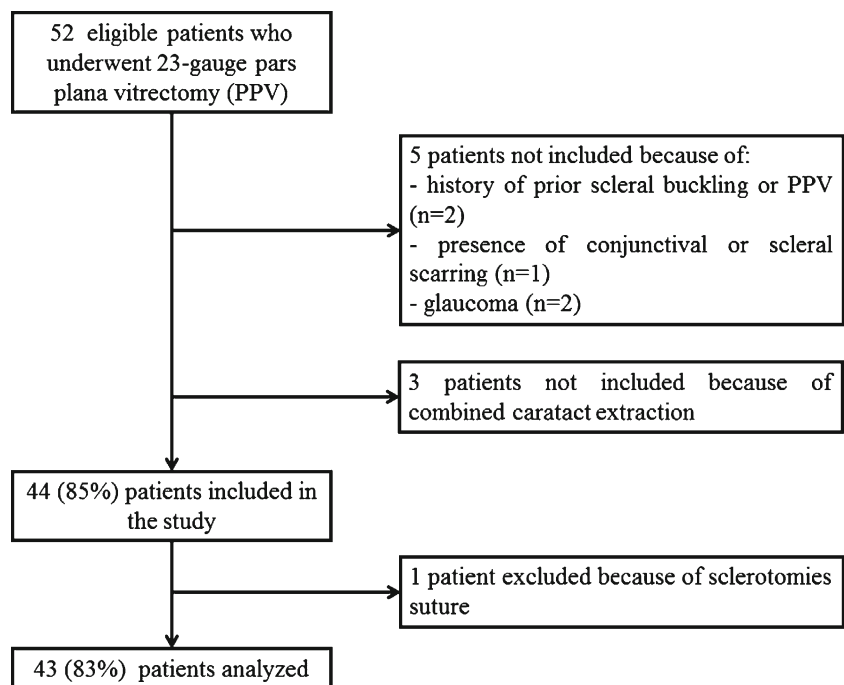 52 eligible patients who
underwent 23-gauge pars
plana vitrectomy (PPV)
5 patients not included because of:
- history of prior scleral buckling or PPV
(n=2)
- presence of conjunctival or scleral
scarring (n=1)
- glaucoma (n=2)
3 patients not included because of
combined caratact extraction
44 (85%) patients included in
the study
1 patient excluded because of sclerotomies
suture
43 (83%) patients analyzed